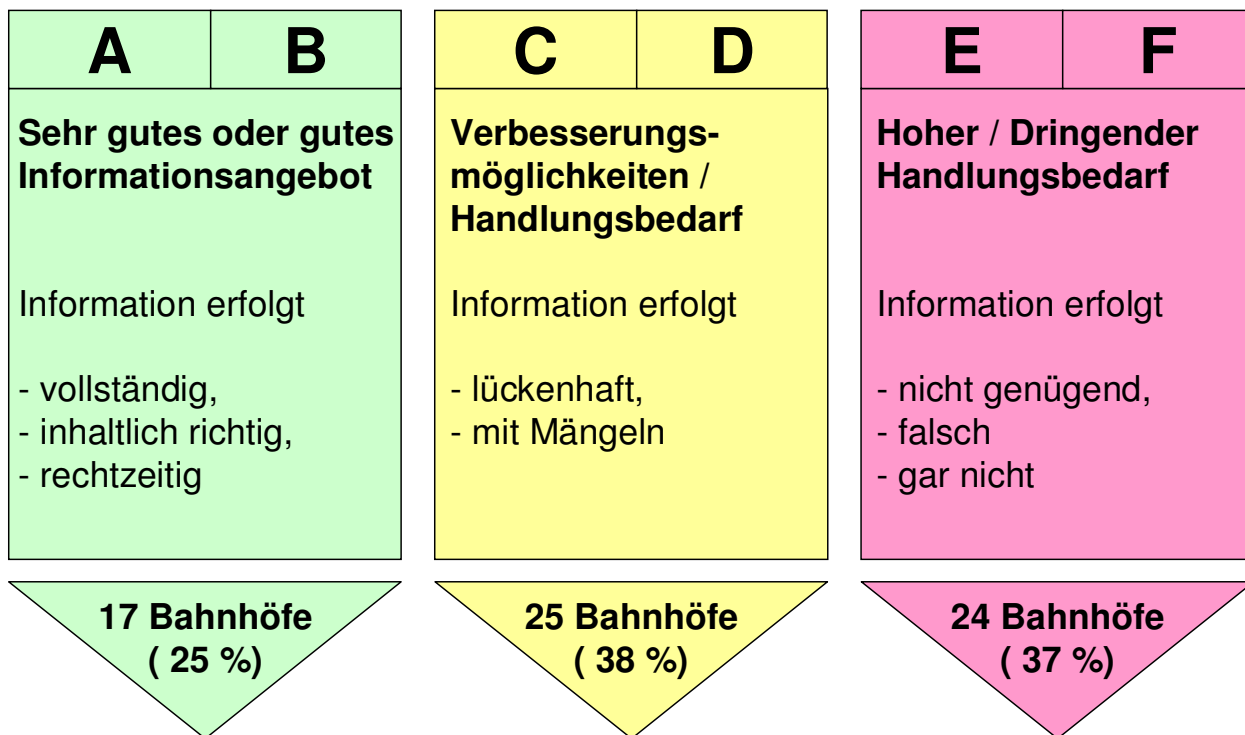 A B
Sehr gutes oder gutes
Informationsangebot
Information erfolgt
- vollständig,
- inhaltlich richtig,
- rechtzeitig
17 Bahnhöfe
( 25 %)
C D
Verbesserungs-
möglichkeiten /
Handlungsbedarf
Information erfolgt
- lückenhaft,
- mit Mängeln
25 Bahnhöfe
( 38 %)
E F
Hoher / Dringender
Handlungsbedarf
Information erfolgt
- nicht genügend,
- falsch
- gar nicht
24 Bahnhöfe
( 37 %)